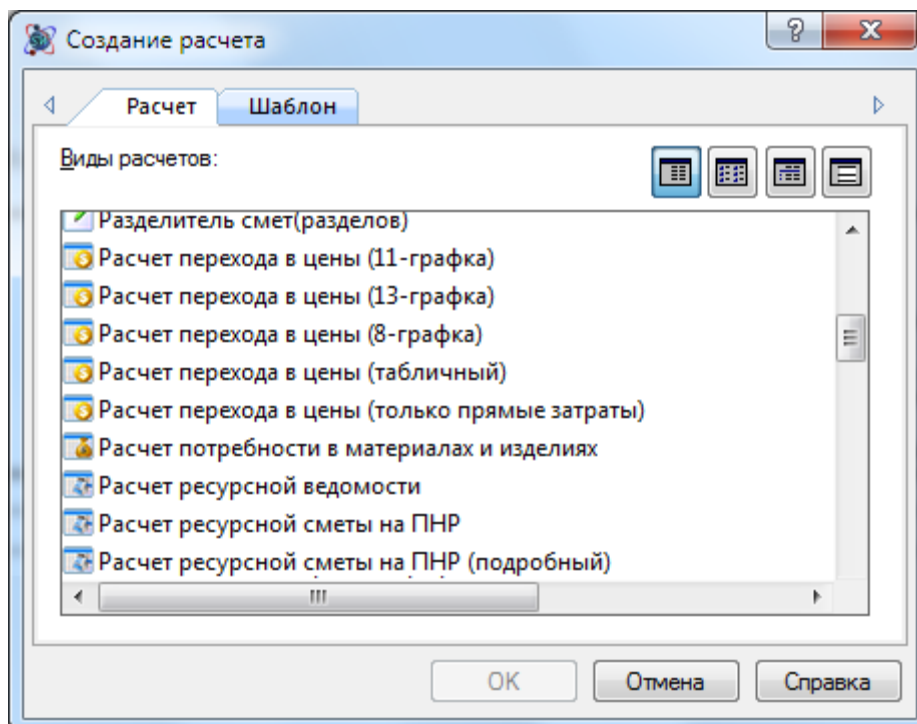 Создание расчета
Расчет
Шаблон
Виды расчетов:
Разделитель смет(разделов)
Расчет перехода в цены (11-графка)
Расчет перехода в цены (13-графка)
Расчет перехода в цены (8-графка)
Расчет перехода в цены (табличный)
Расчет перехода в цены (только прямые затраты)
Расчет потребности в материалах и изделиях
Расчет ресурсной ведомости
Расчет ресурсной сметы на ПНР
Расчет ресурсной сметы на ПНР (подробный)
OK
Отмена
Справка